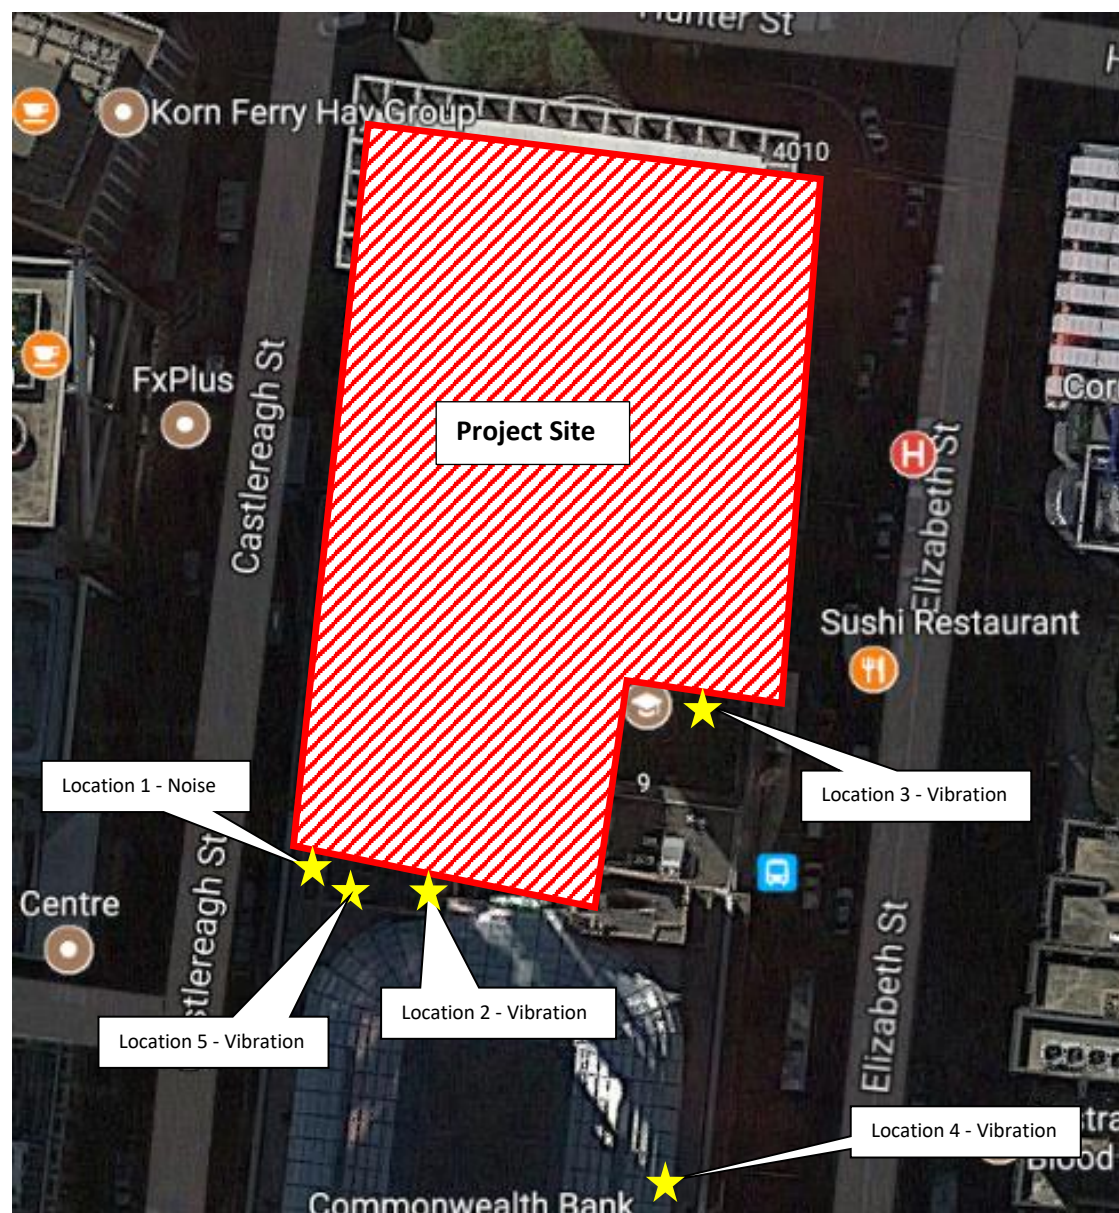 Hunter St
Korn Ferry Hay Group
4010
FxPlus
Castlereagh St
Project Site
Elizabeth St
Sushi Restaurant
Location 1 - Noise
9
Location 3 - Vibration
Centre
Castlereagh St
Location 2 - Vibration
Location 5 - Vibration
Elizabeth St
Location 4 - Vibration
Blood
Commonwealth Bank